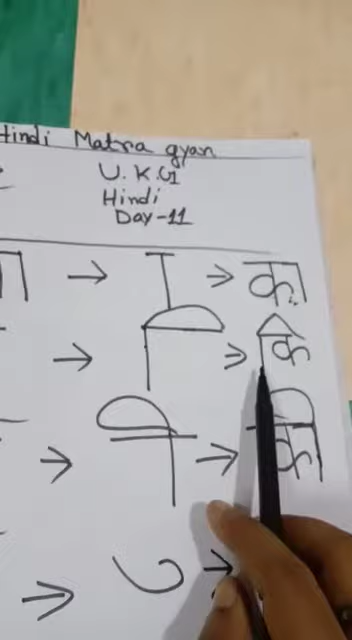 Hindi Matra gyan
U.K.G
Hindi
Day-11
→ ा → का
→ ि → कि
→ ी → की
→ ु →